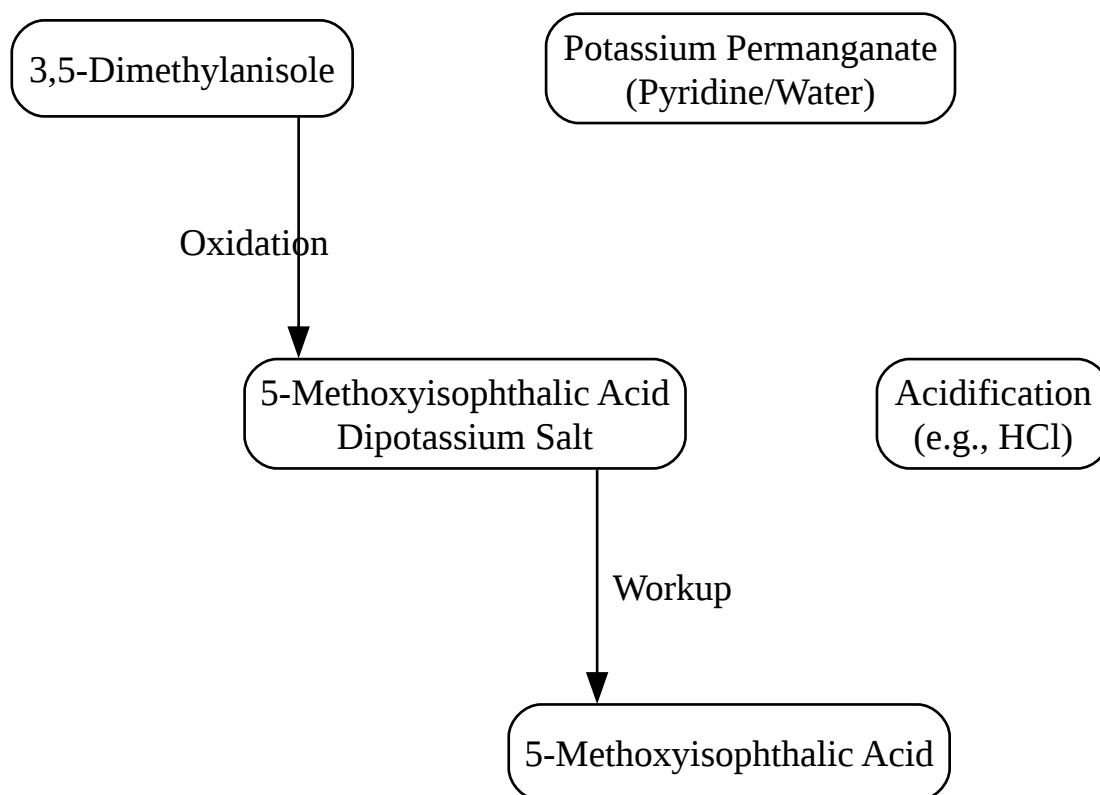 3,5-Dimethylanisole
Potassium Permanganate
(Pyridine/Water)
Oxidation
5-Methoxyisophthalic Acid
Dipotassium Salt
Acidification
(e.g., HCl)
Workup
5-Methoxyisophthalic Acid